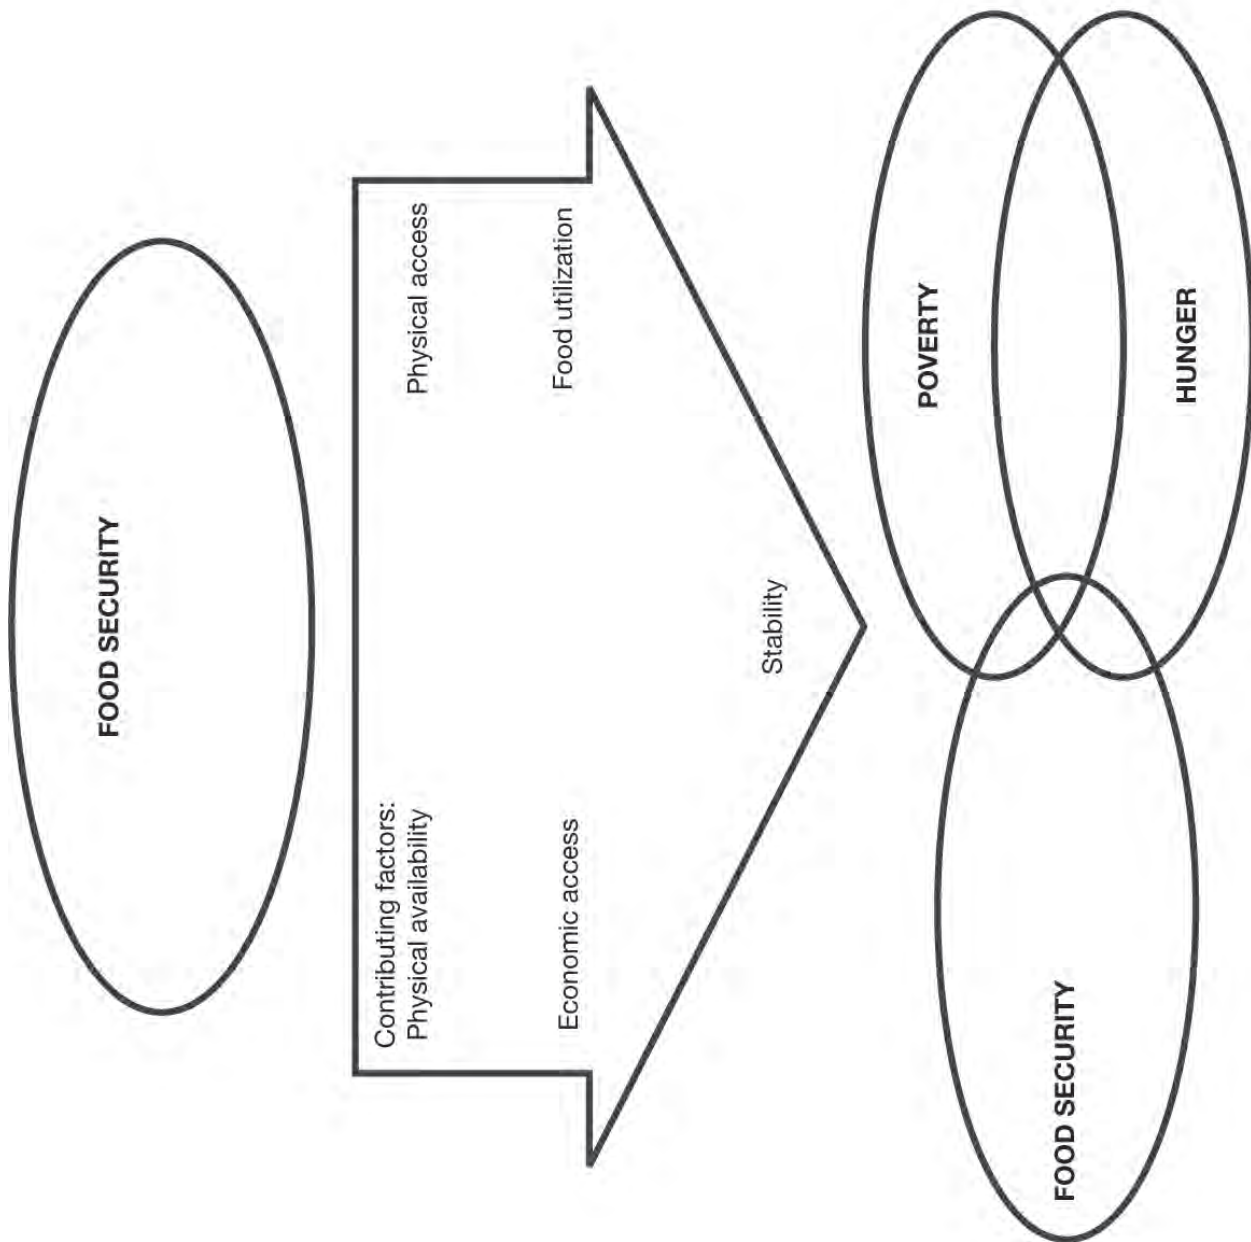 FOOD SECURITY
Contributing factors:
Physical availability
Physical access
Economic access
Food utilization
Stability
FOOD SECURITY
POVERTY
HUNGER